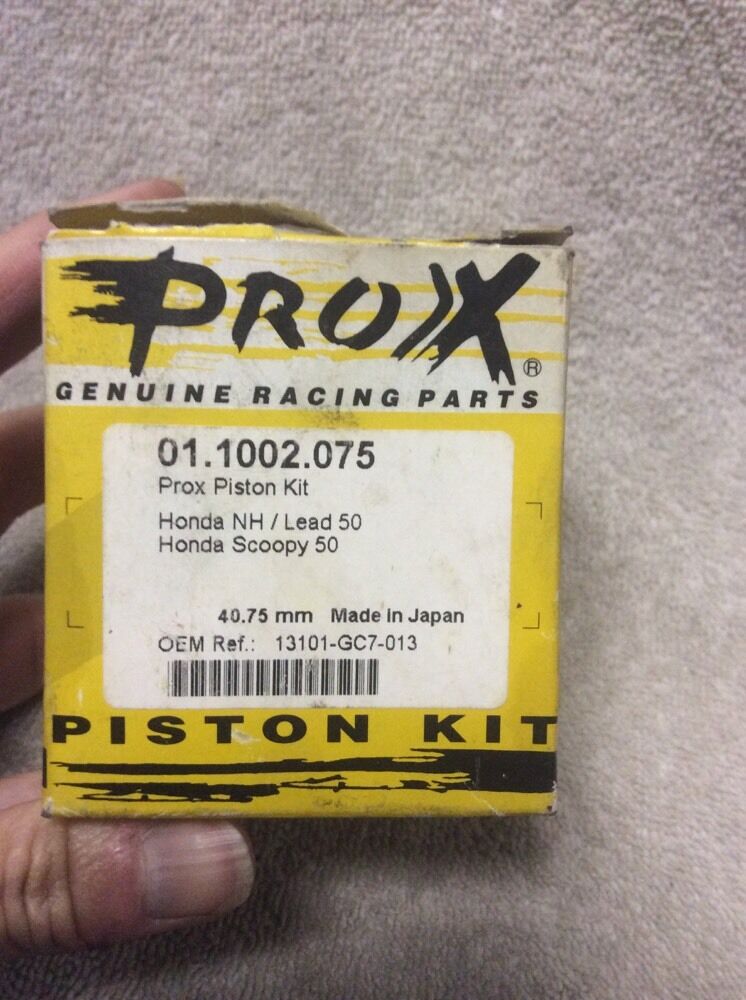 PROX®
GENUINE RACING PARTS
01.1002.075
Prox Piston Kit
Honda NH / Lead 50
Honda Scoopy 50
40.75 mm Made in Japan
OEM Ref.: 13101-GC7-013
PISTON KIT